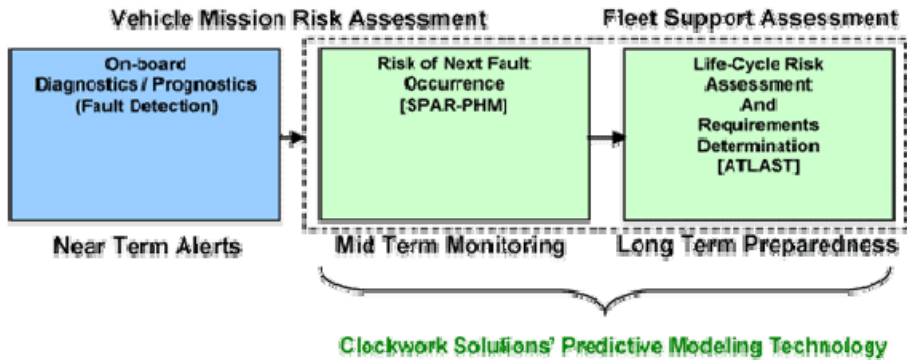 Vehicle Mission Risk Assessment
Fleet Support Assessment
On-board
Diagnostics / Prognostics
(Fault Detection)
Risk of Next Fault
Occurrence
[SPAR-PHM]
Life-Cycle Risk
Assessment
And
Requirements
Determination
[ATLAST]
Near Term Alerts
Mid Term Monitoring
Long Term Preparedness
Clockwork Solutions' Predictive Modeling Technology